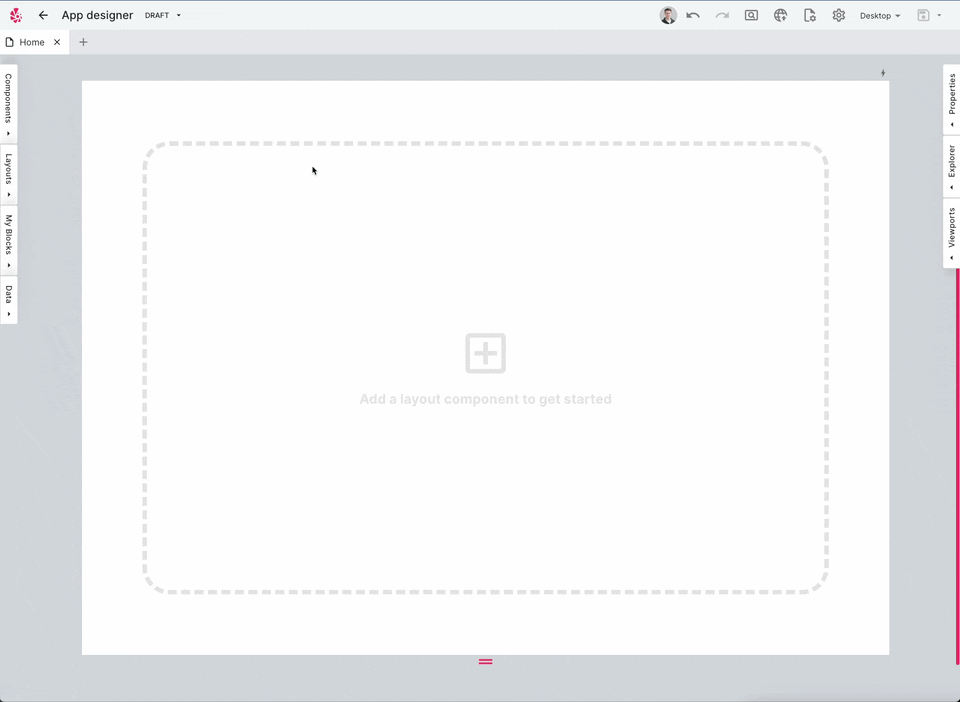 App designer DRAFT Desktop
Home
Components
Layouts
My Blocks
Data
Add a layout component to get started
Properties
Explorer
Viewports